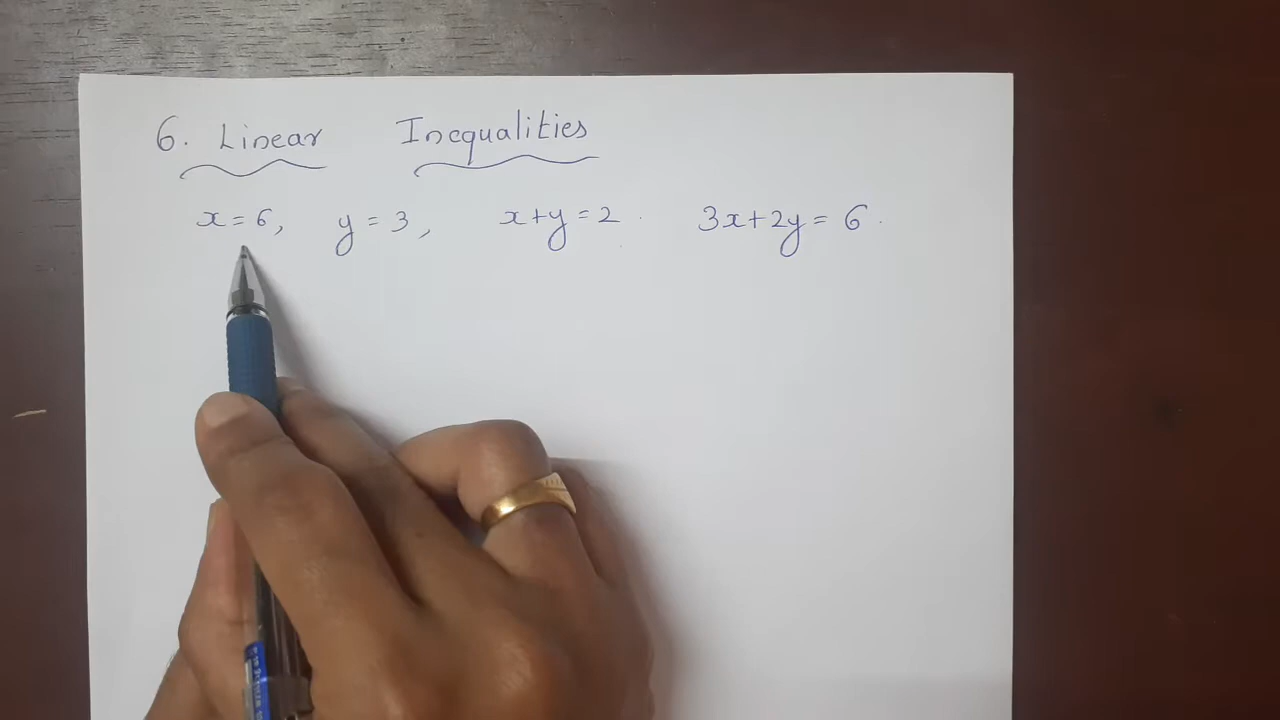 6. Linear Inequalities
x = 6, y = 3, x+y = 2. 3x+2y = 6.